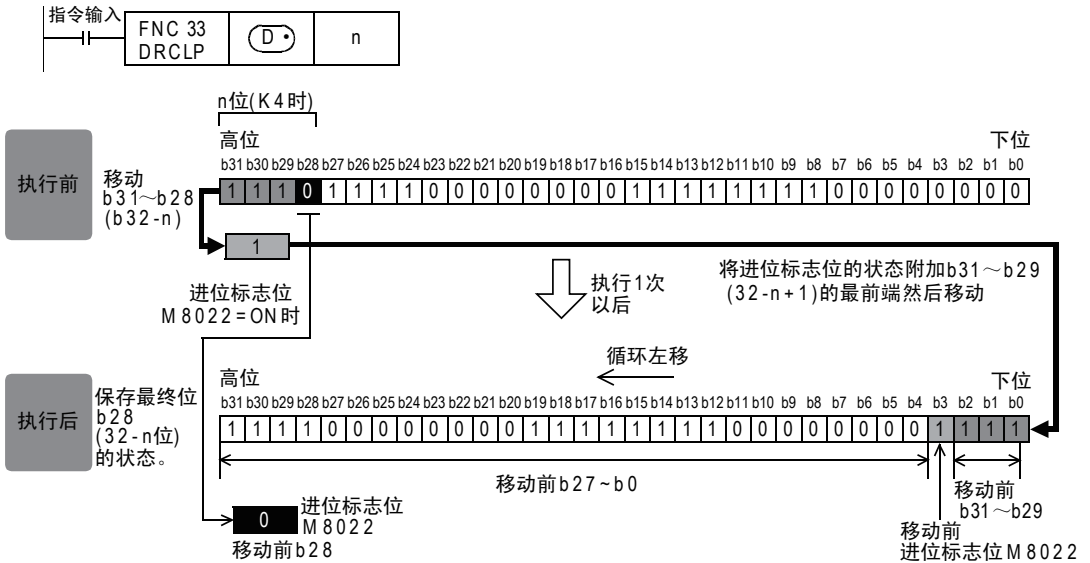 指令输入
FNC 33 D· n
DRCLP
n位(K4时)
高位 下位
b31 b30 b29 b28 b27 b26 b25 b24 b23 b22 b21 b20 b19 b18 b17 b16 b15 b14 b13 b12 b11 b10 b9 b8 b7 b6 b5 b4 b3 b2 b1 b0
执行前
移动
b31～b28
(b32-n)
1 1 1 0 1 1 1 1 0 0 0 0 0 0 0 0 1 1 1 1 1 1 1 1 0 0 0 0 0 0 0 0
1
进位标志位
M8022=ON时
执行1次
以后
将进位标志位的状态附加b31～b29
(32-n+1)的最前端然后移动
循环左移
高位 下位
b31 b30 b29 b28 b27 b26 b25 b24 b23 b22 b21 b20 b19 b18 b17 b16 b15 b14 b13 b12 b11 b10 b9 b8 b7 b6 b5 b4 b3 b2 b1 b0
执行后
保存最终位
b28
(32-n位)
的状态。
1 1 1 1 0 0 0 0 0 0 0 0 1 1 1 1 1 1 1 1 0 0 0 0 0 0 0 0 1 1 1 1
移动前b27~b0
移动前
b31～b29
0
进位标志位
M8022
移动前b28
移动前
进位标志位M8022